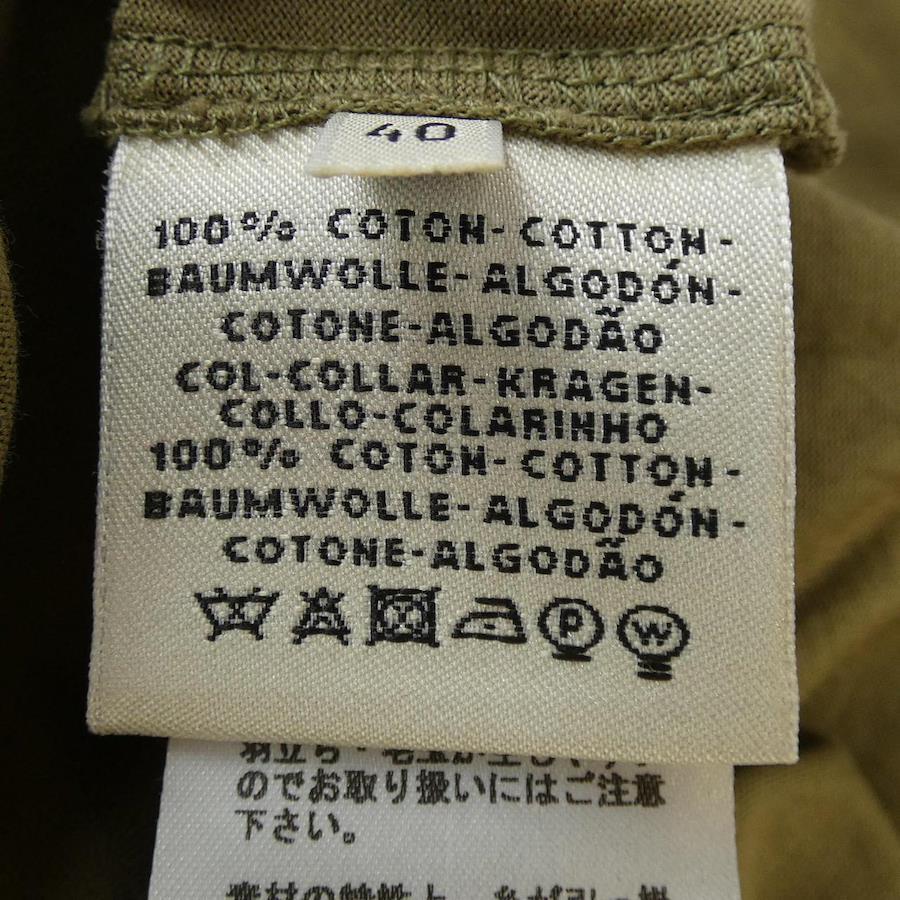 40
100% COTON-COTTON-
BAUMWOLLE-ALGODÓN-
COTONE-ALGODÃO
COL-COLLAR-KRAGEN-
COLLO-COLARINHO
100% COTON-COTTON-
BAUMWOLLE-ALGODÓN-
COTONE-ALGODÃO
P W
のでお取り扱いにはご注意
下さい。